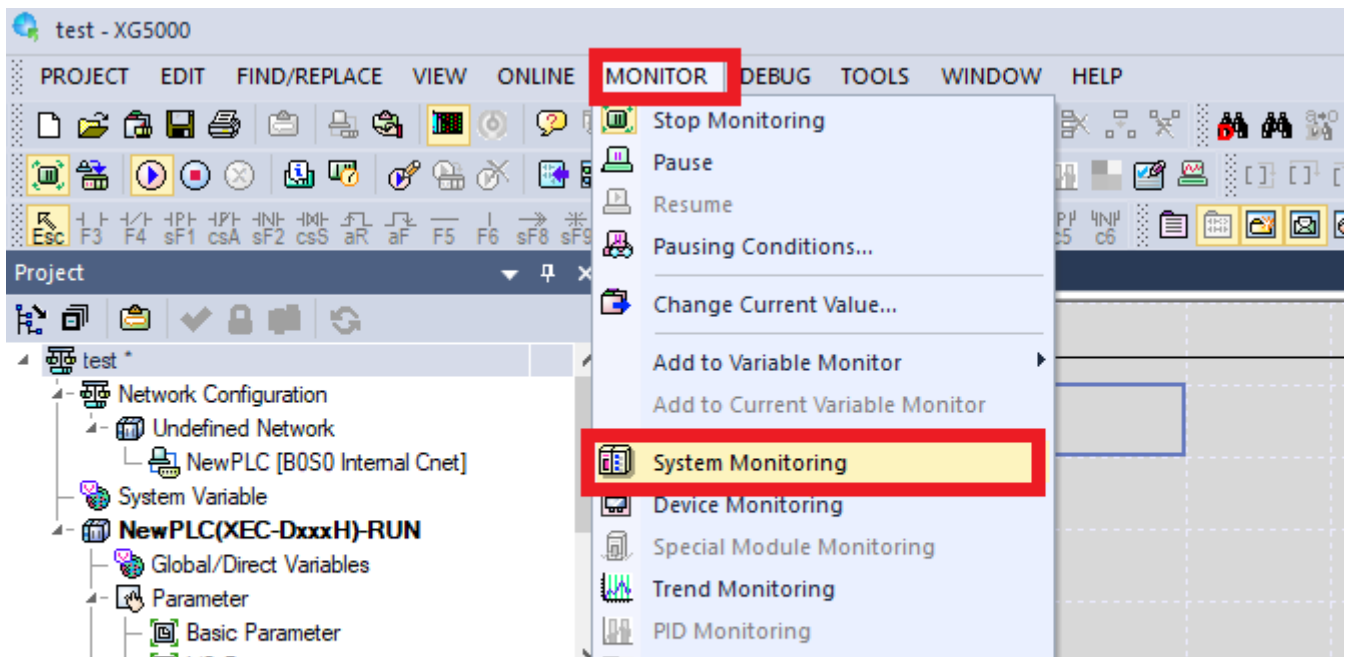 test - XG5000
PROJECT EDIT FIND/REPLACE VIEW ONLINE MONITOR DEBUG TOOLS WINDOW HELP
Stop Monitoring
Pause
Resume
Esc F3 F4 sF1 csA sF2 csS aR aF F5 F6 sF8 sF9 c5 c6
Pausing Conditions...
Project
Change Current Value...
test *
Add to Variable Monitor
Network Configuration
Add to Current Variable Monitor
Undefined Network
NewPLC [B0S0 Internal Cnet]
System Monitoring
System Variable
Device Monitoring
NewPLC(XEC-DxxxH)-RUN
Special Module Monitoring
Global/Direct Variables
Trend Monitoring
Parameter
Basic Parameter
PID Monitoring